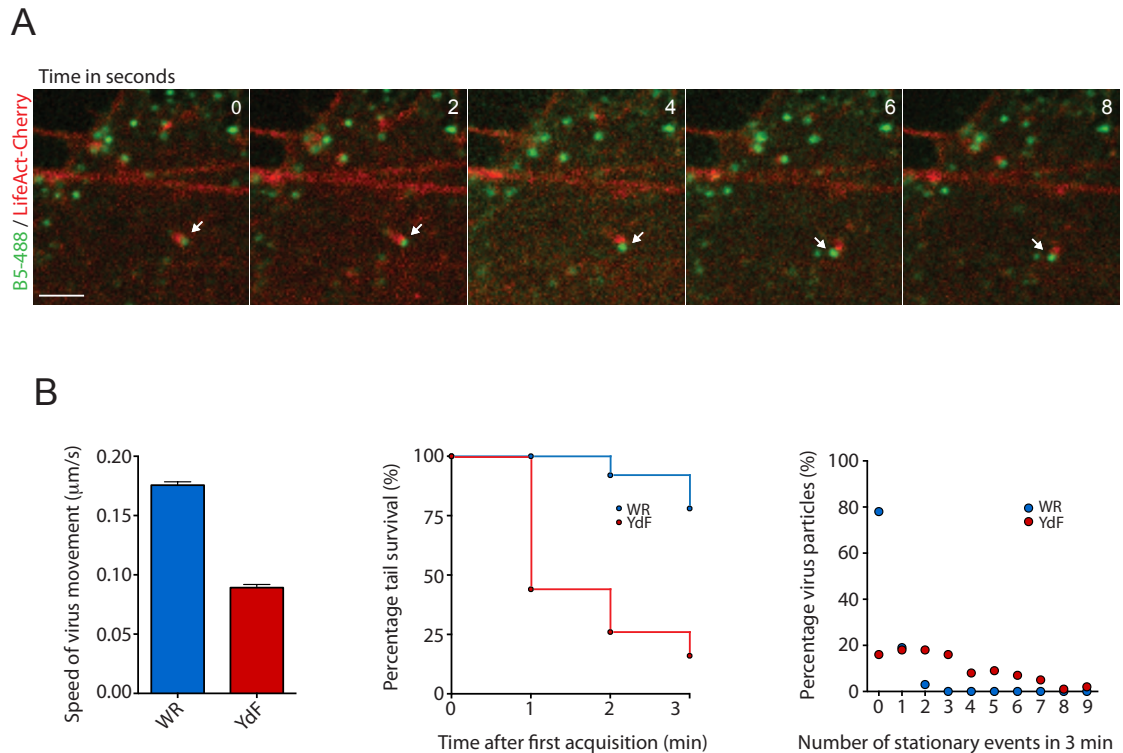 A
Time in seconds
B5-488 / LifeAct-Cherry
0
2
4
6
8
B
Speed of virus movement (μm/s)
0.20
0.15
0.10
0.05
0.00
WR
YdF
Percentage tail survival (%)
100
75
50
25
0
WR
YdF
0 1 2 3
Time after first acquisition (min)
Percentage virus particles (%)
100
80
60
40
20
0
WR
YdF
0 1 2 3 4 5 6 7 8 9
Number of stationary events in 3 min